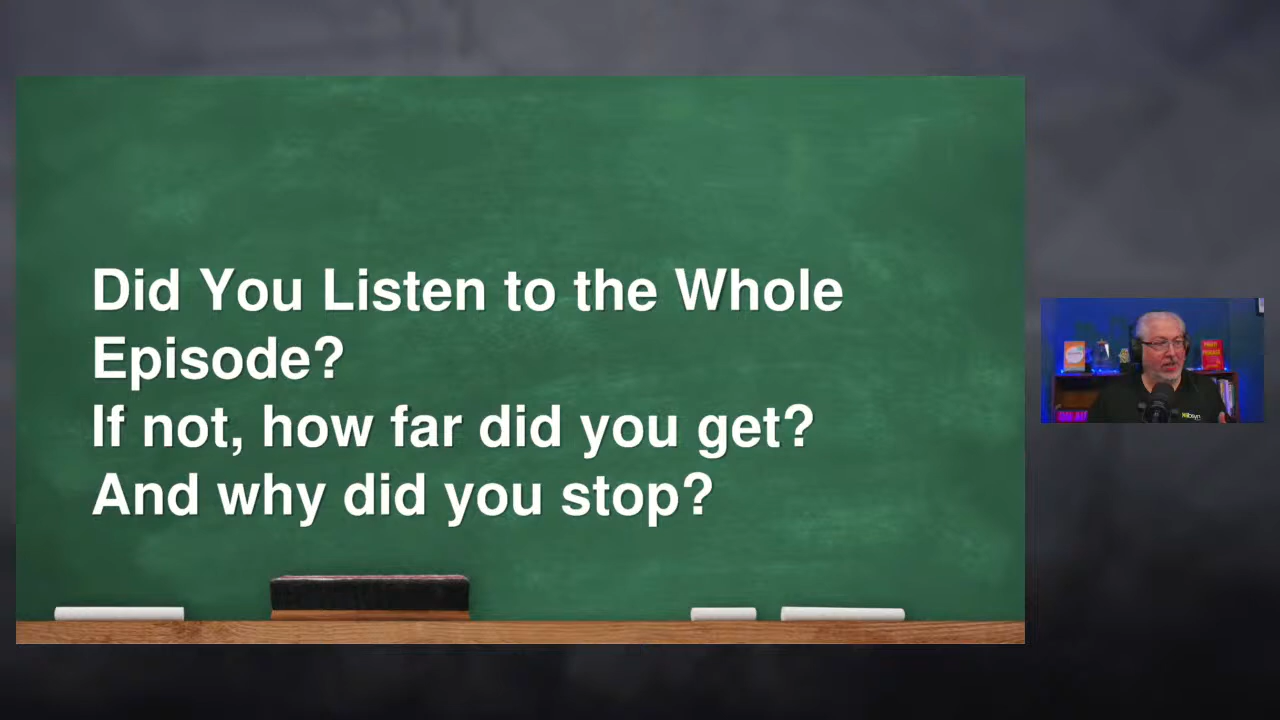 Did You Listen to the Whole
Episode?
If not, how far did you get?
And why did you stop?